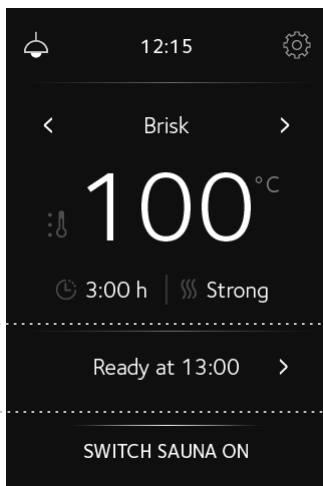 12:15
Brisk
100 °C
3:00 h | Strong
Ready at 13:00
SWITCH SAUNA ON